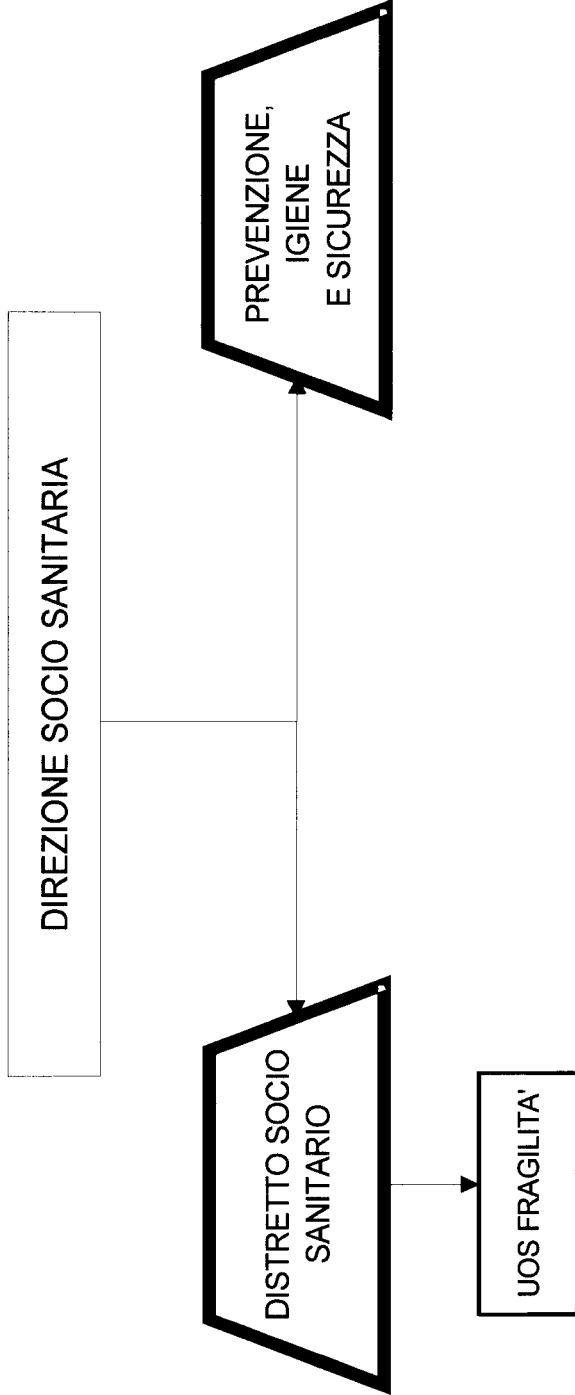 DIREZIONE SOCIO SANITARIA
DISTRETTO SOCIO
SANITARIO
PREVENZIONE,
IGIENE
E SICUREZZA
UOS FRAGILITA'